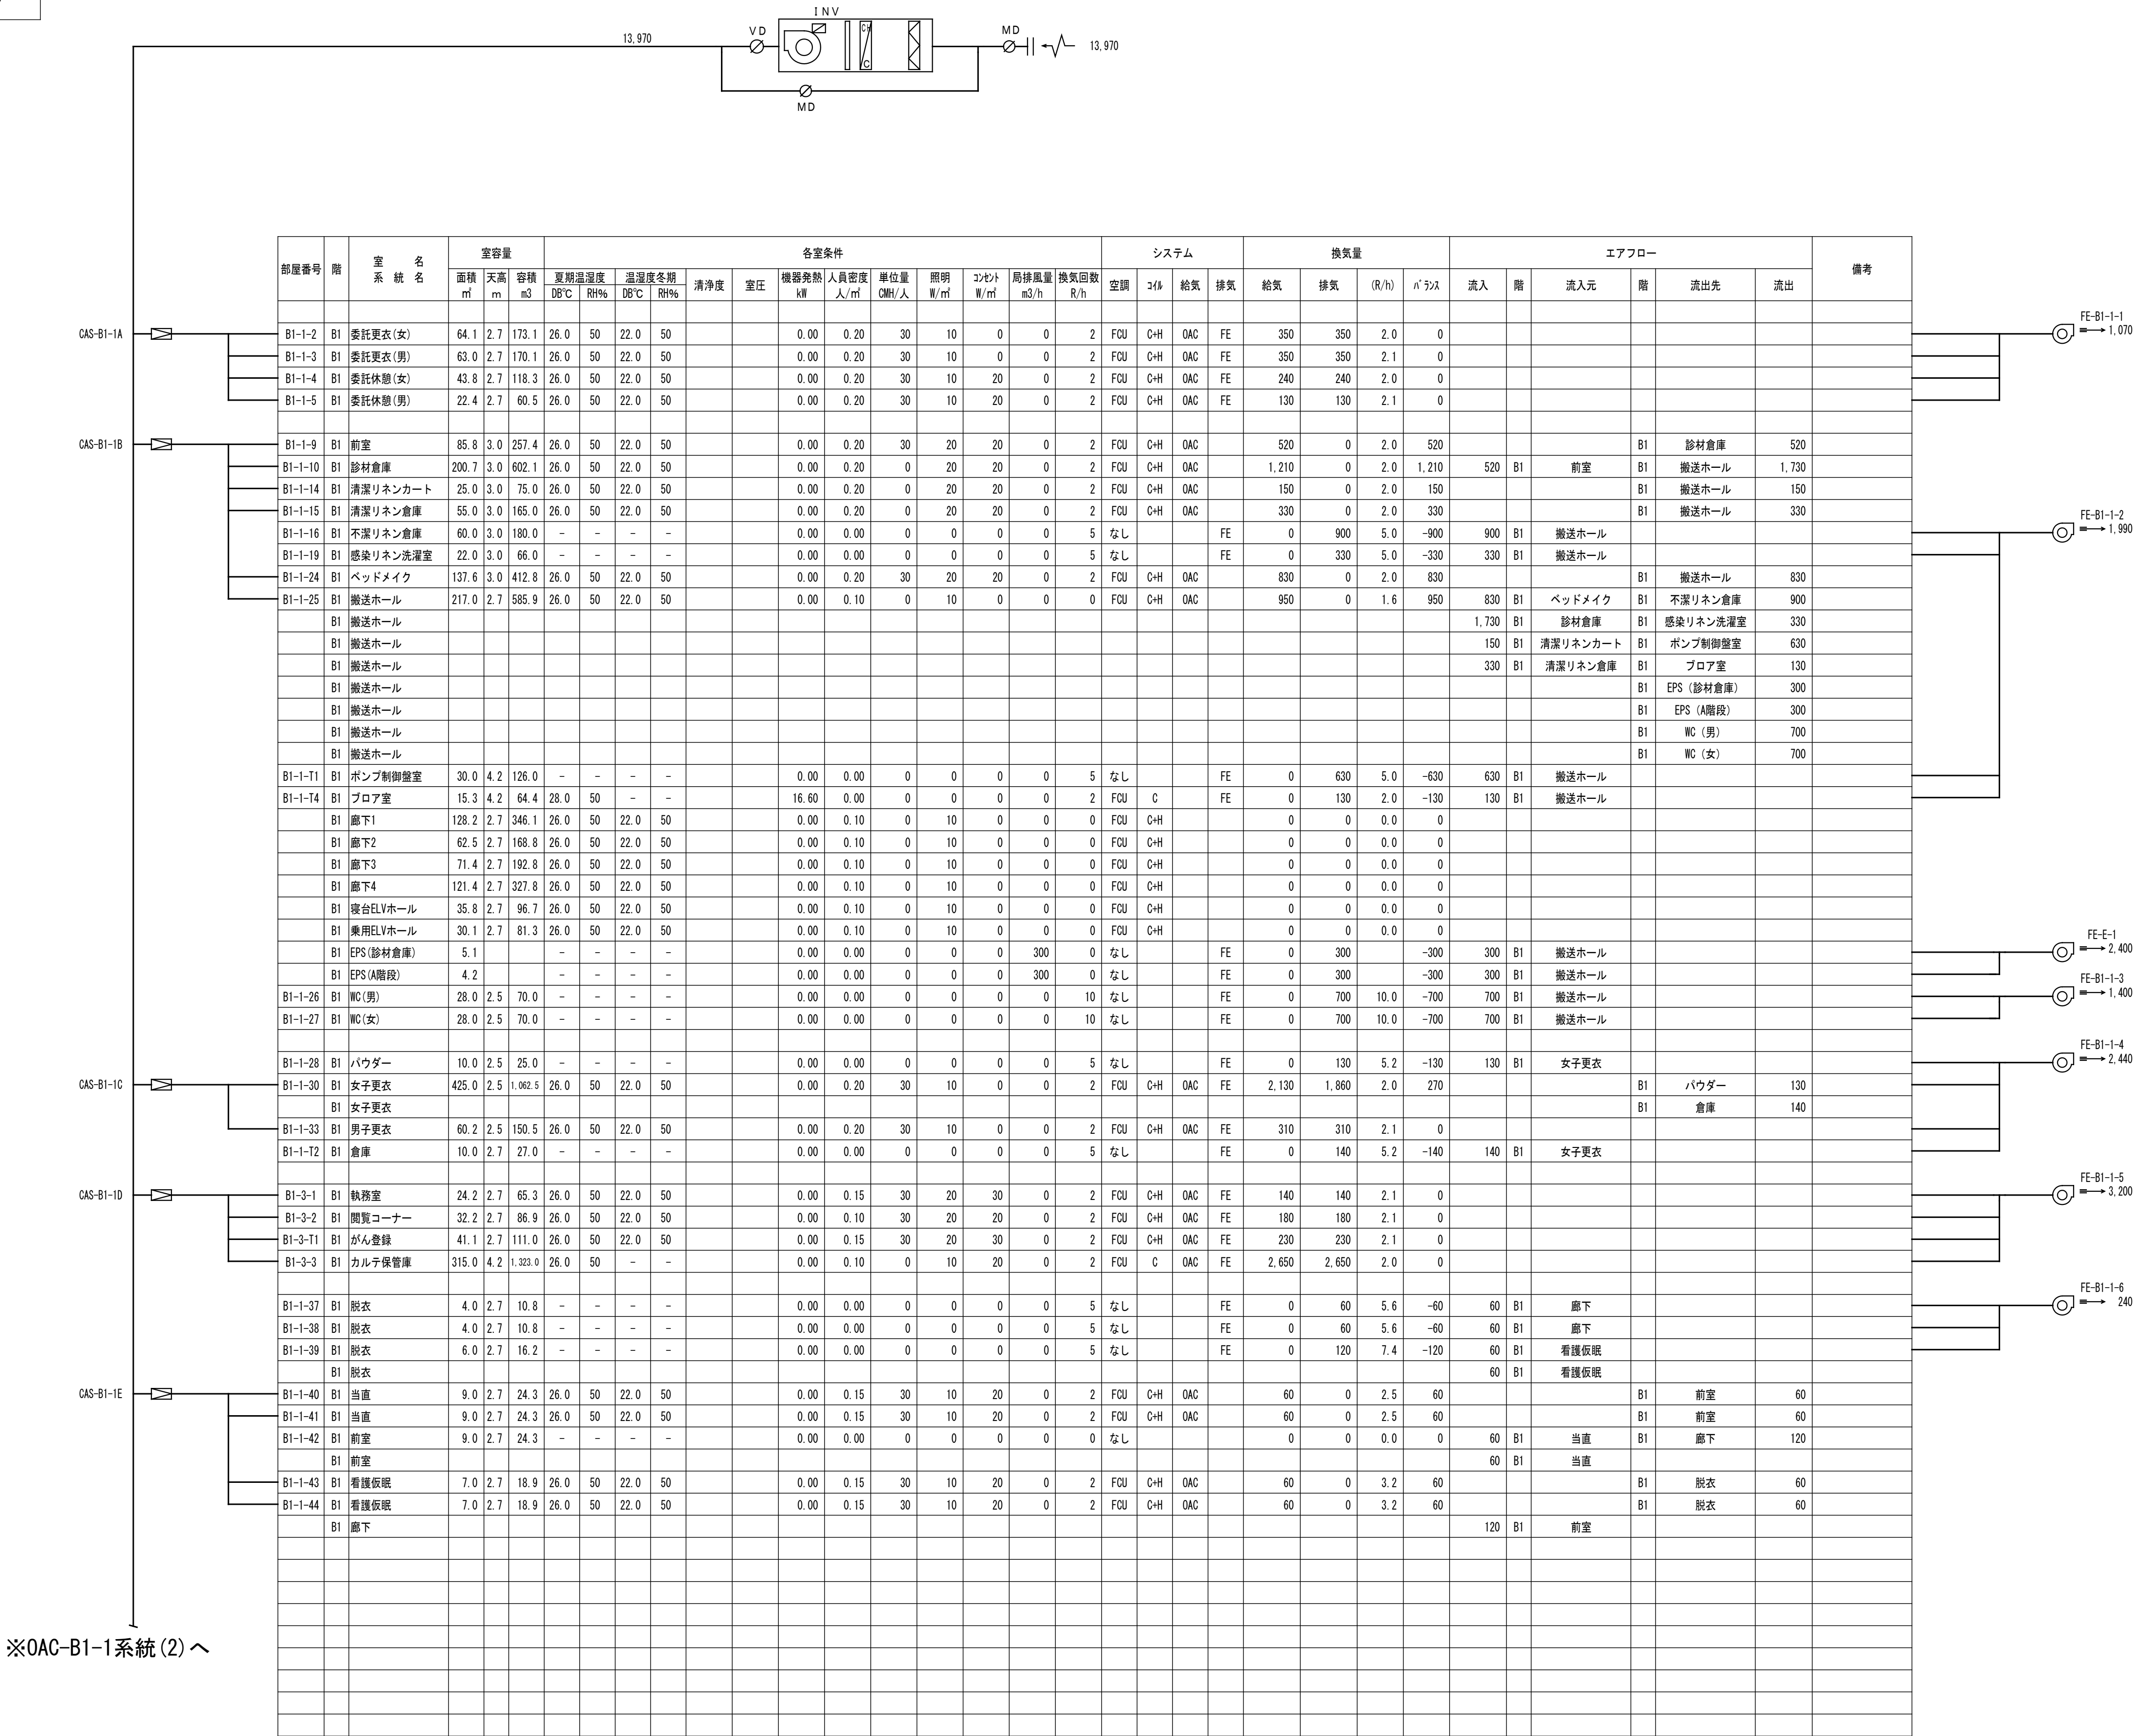 INV
VD
MD
13,970
13,970
CH
C
MD
部屋番号 階 室名 系統名 室容量 各室条件 システム 換気量 エアフロー 備考
面積 天高 容積 夏期温湿度 温湿度冬期 清浄度 室圧 機器発熱 人員密度 単位量 照明 コンセント 局排風量 換気回数 空調 コイル 給気 排気 給気 排気 (R/h) バランス 流入 階 流入元 階 流出先 流出
㎡ m m3 DB℃ RH% DB℃ RH% kW 人/㎡ CMH/人 W/㎡ W/㎡ m3/h R/h
FE-B1-1-1
CAS-B1-1A B1-1-2 B1 委託更衣(女) 64.1 2.7 173.1 26.0 50 22.0 50 0.00 0.20 30 10 0 0 2 FCU C+H OAC FE 350 350 2.0 0 1,070
B1-1-3 B1 委託更衣(男) 63.0 2.7 170.1 26.0 50 22.0 50 0.00 0.20 30 10 0 0 2 FCU C+H OAC FE 350 350 2.1 0
B1-1-4 B1 委託休憩(女) 43.8 2.7 118.3 26.0 50 22.0 50 0.00 0.20 30 10 20 0 2 FCU C+H OAC FE 240 240 2.0 0
B1-1-5 B1 委託休憩(男) 22.4 2.7 60.5 26.0 50 22.0 50 0.00 0.20 30 10 20 0 2 FCU C+H OAC FE 130 130 2.1 0
CAS-B1-1B B1-1-9 B1 前室 85.8 3.0 257.4 26.0 50 22.0 50 0.00 0.20 30 20 20 0 2 FCU C+H OAC 520 0 2.0 520 B1 診材倉庫 520
B1-1-10 B1 診材倉庫 200.7 3.0 602.1 26.0 50 22.0 50 0.00 0.20 0 20 20 0 2 FCU C+H OAC 1,210 0 2.0 1,210 520 B1 前室 B1 搬送ホール 1,730
B1-1-14 B1 清潔リネンカート 25.0 3.0 75.0 26.0 50 22.0 50 0.00 0.20 0 20 20 0 2 FCU C+H OAC 150 0 2.0 150 B1 搬送ホール 150
B1-1-15 B1 清潔リネン倉庫 55.0 3.0 165.0 26.0 50 22.0 50 0.00 0.20 0 20 20 0 2 FCU C+H OAC 330 0 2.0 330 B1 搬送ホール 330
FE-B1-1-2
B1-1-16 B1 不潔リネン倉庫 60.0 3.0 180.0 - - - - 0.00 0.00 0 0 0 0 5 なし FE 0 900 5.0 -900 900 B1 搬送ホール 1,990
B1-1-19 B1 感染リネン洗濯室 22.0 3.0 66.0 - - - - 0.00 0.00 0 0 0 0 5 なし FE 0 330 5.0 -330 330 B1 搬送ホール
B1-1-24 B1 ベッドメイク 137.6 3.0 412.8 26.0 50 22.0 50 0.00 0.20 30 20 20 0 2 FCU C+H OAC 830 0 2.0 830 B1 搬送ホール 830
B1-1-25 B1 搬送ホール 217.0 2.7 585.9 26.0 50 22.0 50 0.00 0.10 0 10 0 0 0 FCU C+H OAC 950 0 1.6 950 830 B1 ベッドメイク B1 不潔リネン倉庫 900
B1 搬送ホール 1,730 B1 診材倉庫 B1 感染リネン洗濯室 330
B1 搬送ホール 150 B1 清潔リネンカート B1 ポンプ制御盤室 630
B1 搬送ホール 330 B1 清潔リネン倉庫 B1 ブロア室 130
B1 搬送ホール B1 EPS(診材倉庫) 300
B1 搬送ホール B1 EPS(A階段) 300
B1 搬送ホール B1 WC(男) 700
B1 搬送ホール B1 WC(女) 700
B1-1-T1 B1 ポンプ制御盤室 30.0 4.2 126.0 - - - - 0.00 0.00 0 0 0 0 5 なし FE 0 630 5.0 -630 630 B1 搬送ホール
B1-1-T4 B1 ブロア室 15.3 4.2 64.4 28.0 50 - - 16.60 0.00 0 0 0 0 2 FCU C FE 0 130 2.0 -130 130 B1 搬送ホール
B1 廊下1 128.2 2.7 346.1 26.0 50 22.0 50 0.00 0.10 0 10 0 0 0 FCU C+H 0 0 0.0 0
B1 廊下2 62.5 2.7 168.8 26.0 50 22.0 50 0.00 0.10 0 10 0 0 0 FCU C+H 0 0 0.0 0
B1 廊下3 71.4 2.7 192.8 26.0 50 22.0 50 0.00 0.10 0 10 0 0 0 FCU C+H 0 0 0.0 0
B1 廊下4 121.4 2.7 327.8 26.0 50 22.0 50 0.00 0.10 0 10 0 0 0 FCU C+H 0 0 0.0 0
B1 寝台ELVホール 35.8 2.7 96.7 26.0 50 22.0 50 0.00 0.10 0 10 0 0 0 FCU C+H 0 0 0.0 0
B1 乗用ELVホール 30.1 2.7 81.3 26.0 50 22.0 50 0.00 0.10 0 10 0 0 0 FCU C+H 0 0 0.0 0
FE-E-1
B1 EPS(診材倉庫) 5.1 - - - - 0.00 0.00 0 0 0 300 0 なし FE 0 300 -300 300 B1 搬送ホール 2,400
B1 EPS(A階段) 4.2 - - - - 0.00 0.00 0 0 0 300 0 なし FE 0 300 -300 300 B1 搬送ホール
FE-B1-1-3
B1-1-26 B1 WC(男) 28.0 2.5 70.0 - - - - 0.00 0.00 0 0 0 0 10 なし FE 0 700 10.0 -700 700 B1 搬送ホール 1,400
B1-1-27 B1 WC(女) 28.0 2.5 70.0 - - - - 0.00 0.00 0 0 0 0 10 なし FE 0 700 10.0 -700 700 B1 搬送ホール
FE-B1-1-4
B1-1-28 B1 パウダー 10.0 2.5 25.0 - - - - 0.00 0.00 0 0 0 0 5 なし FE 0 130 5.2 -130 130 B1 女子更衣 2,440
CAS-B1-1C B1-1-30 B1 女子更衣 425.0 2.5 1,062.5 26.0 50 22.0 50 0.00 0.20 30 10 0 0 2 FCU C+H OAC FE 2,130 1,860 2.0 270 B1 パウダー 130
B1 女子更衣 B1 倉庫 140
B1-1-33 B1 男子更衣 60.2 2.5 150.5 26.0 50 22.0 50 0.00 0.20 30 10 0 0 2 FCU C+H OAC FE 310 310 2.1 0
B1-1-T2 B1 倉庫 10.0 2.7 27.0 - - - - 0.00 0.00 0 0 0 0 5 なし FE 0 140 5.2 -140 140 B1 女子更衣
FE-B1-1-5
CAS-B1-1D B1-3-1 B1 執務室 24.2 2.7 65.3 26.0 50 22.0 50 0.00 0.15 30 20 30 0 2 FCU C+H OAC FE 140 140 2.1 0 3,200
B1-3-2 B1 閲覧コーナー 32.2 2.7 86.9 26.0 50 22.0 50 0.00 0.10 30 20 20 0 2 FCU C+H OAC FE 180 180 2.1 0
B1-3-T1 B1 がん登録 41.1 2.7 111.0 26.0 50 22.0 50 0.00 0.15 30 20 30 0 2 FCU C+H OAC FE 230 230 2.1 0
B1-3-3 B1 カルテ保管庫 315.0 4.2 1,323.0 26.0 50 - - 0.00 0.10 0 10 20 0 2 FCU C OAC FE 2,650 2,650 2.0 0
FE-B1-1-6
B1-1-37 B1 脱衣 4.0 2.7 10.8 - - - - 0.00 0.00 0 0 0 0 5 なし FE 0 60 5.6 -60 60 B1 廊下 240
B1-1-38 B1 脱衣 4.0 2.7 10.8 - - - - 0.00 0.00 0 0 0 0 5 なし FE 0 60 5.6 -60 60 B1 廊下
B1-1-39 B1 脱衣 6.0 2.7 16.2 - - - - 0.00 0.00 0 0 0 0 5 なし FE 0 120 7.4 -120 60 B1 看護仮眠
B1 脱衣 60 B1 看護仮眠
CAS-B1-1E B1-1-40 B1 当直 9.0 2.7 24.3 26.0 50 22.0 50 0.00 0.15 30 10 20 0 2 FCU C+H OAC 60 0 2.5 60 B1 前室 60
B1-1-41 B1 当直 9.0 2.7 24.3 26.0 50 22.0 50 0.00 0.15 30 10 20 0 2 FCU C+H OAC 60 0 2.5 60 B1 前室 60
B1-1-42 B1 前室 9.0 2.7 24.3 - - - - 0.00 0.00 0 0 0 0 0 なし 0 0 0.0 0 60 B1 当直 B1 廊下 120
B1 前室 60 B1 当直
B1-1-43 B1 看護仮眠 7.0 2.7 18.9 26.0 50 22.0 50 0.00 0.15 30 10 20 0 2 FCU C+H OAC 60 0 3.2 60 B1 脱衣 60
B1-1-44 B1 看護仮眠 7.0 2.7 18.9 26.0 50 22.0 50 0.00 0.15 30 10 20 0 2 FCU C+H OAC 60 0 3.2 60 B1 脱衣 60
B1 廊下 120 B1 前室
※OAC-B1-1系統(2)へ